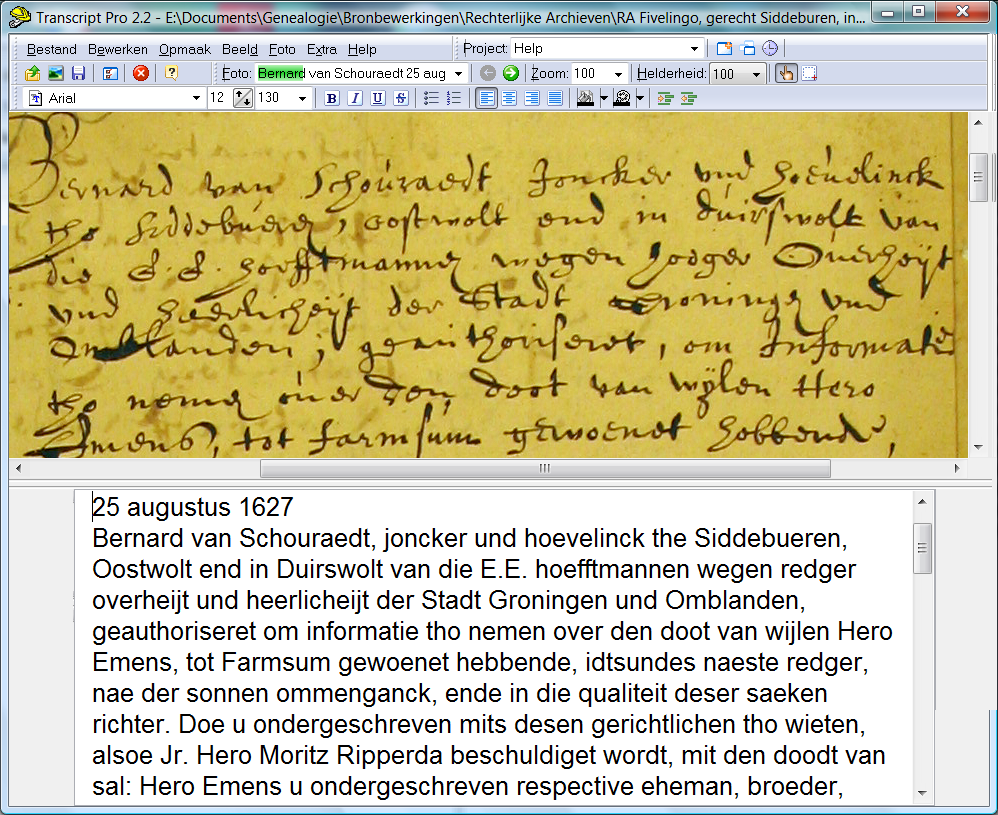 Transcript Pro 2.2 - E:\Documents\Genealogie\Bronbewerkingen\Rechterlijke Archieven\RA Fivelingo, gerecht Siddeburen, in...
Bestand Bewerken Opmaak Beeld Foto Extra Help Project: Help
Foto: Bernard van Schouraedt 25 aug Zoom: 100 Helderheid: 100
Arial 12 130 B I U S
Bernard van Schouraedt Joncker und hoeuelinck
tho Siddebueren, oostwolt end in duirswolt van
die E.E. hoefftmannen wegen hoeger Ouerheijt
und heerlicheijt der Stadt Groningen und
Omblanden, geauthoriseret, om Informatie
tho nemen ouer den doot van wijlen Hero
Emens, tot farmsum gewoenet hebbende,
25 augustus 1627
Bernard van Schouraedt, joncker und hoevelinck the Siddebueren,
Oostwolt end in Duirswolt van die E.E. hoefftmannen wegen redger
overheijt und heerlicheijt der Stadt Groningen und Omblanden,
geauthoriseret om informatie tho nemen over den doot van wijlen Hero
Emens, tot Farmsum gewoenet hebbende, idtsundes naeste redger,
nae der sonnen ommenganck, ende in die qualiteit deser saeken
richter. Doe u ondergeschreven mits desen gerichtlichen tho wieten,
alsoe Jr. Hero Moritz Ripperda beschuldiget wordt, mit den doodt van
sal: Hero Emens u ondergeschreven respective eheman, broeder,